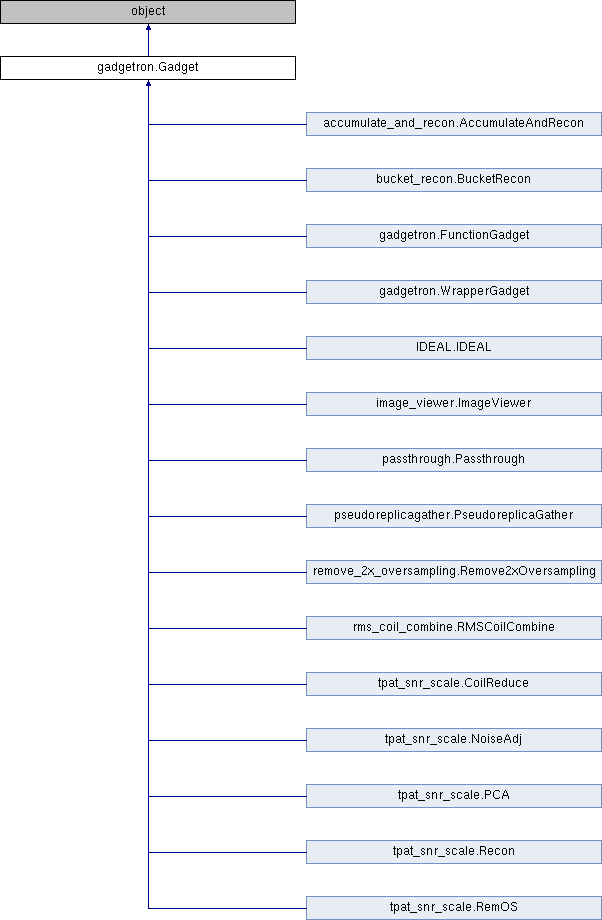 object
gadgetron.Gadget
accumulate_and_recon.AccumulateAndRecon
bucket_recon.BucketRecon
gadgetron.FunctionGadget
gadgetron.WrapperGadget
IDEAL.IDEAL
image_viewer.ImageViewer
passthrough.Passthrough
pseudoreplicagather.PseudoreplicaGather
remove_2x_oversampling.Remove2xOversampling
rms_coil_combine.RMSCoilCombine
tpat_snr_scale.CoilReduce
tpat_snr_scale.NoiseAdj
tpat_snr_scale.PCA
tpat_snr_scale.Recon
tpat_snr_scale.RemOS